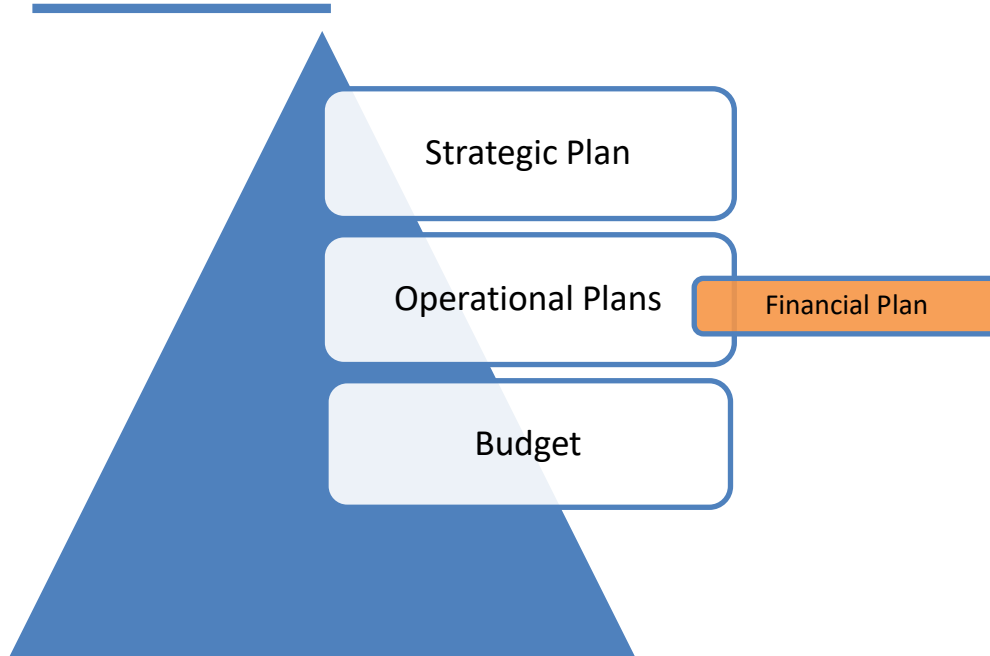 Strategic Plan
Operational Plans
Financial Plan
Budget